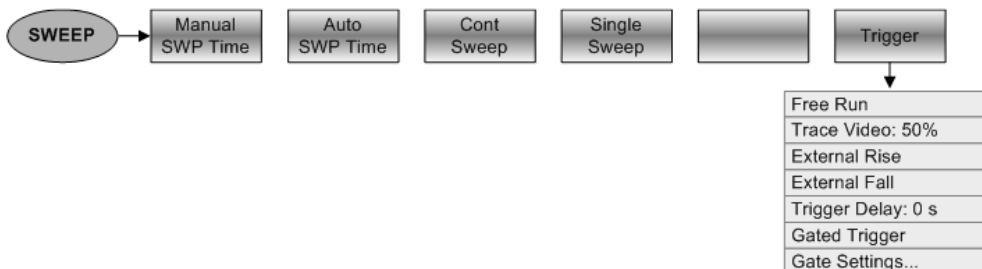 SWEEP
Manual
SWP Time
Auto
SWP Time
Cont
Sweep
Single
Sweep
Trigger
Free Run
Trace Video: 50%
External Rise
External Fall
Trigger Delay: 0 s
Gated Trigger
Gate Settings...